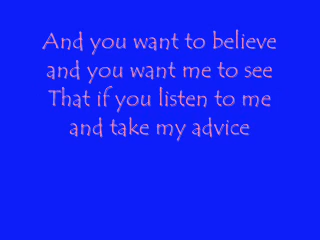 And you want to believe
and you want me to see
That if you listen to me
and take my advice